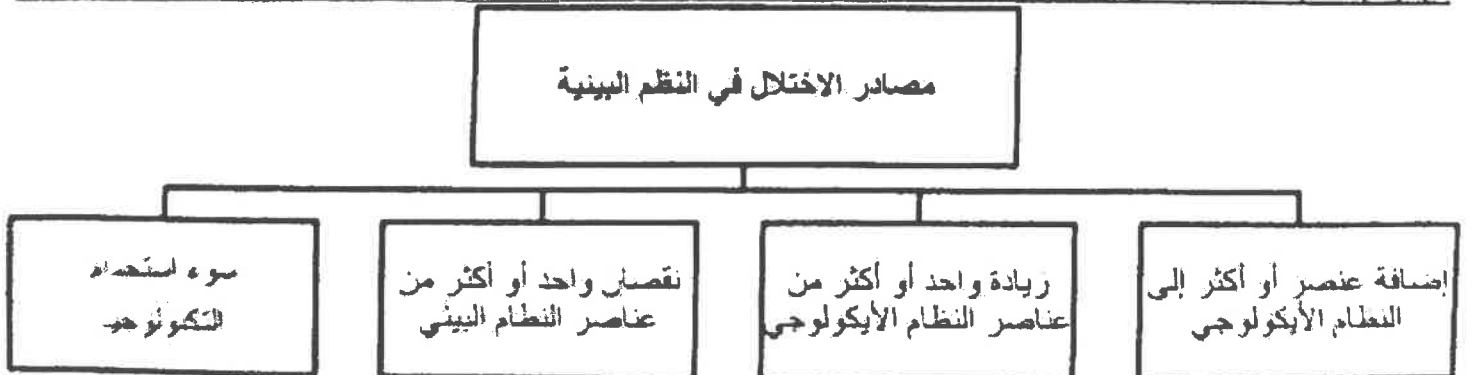 مصادر الاختلال في النظم البيئية
إضافة عنصر أو أكثر إلى
النظام الأيكولوجي
زيادة واحد أو أكثر من
عناصر النظام الأيكولوجي
نقصان واحد أو أكثر من
عناصر النظام البيئي
سوء استخدام
التكنولوجيا